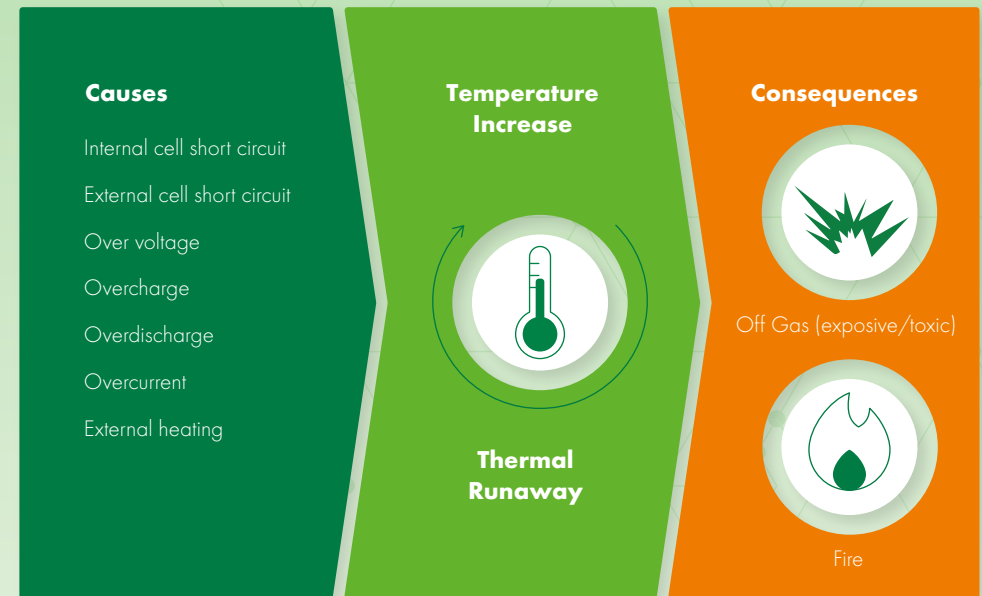 Causes
Internal cell short circuit
External cell short circuit
Over voltage
Overcharge
Overdischarge
Overcurrent
External heating
Temperature
Increase
Thermal
Runaway
Consequences
Off Gas (exposive/toxic)
Fire